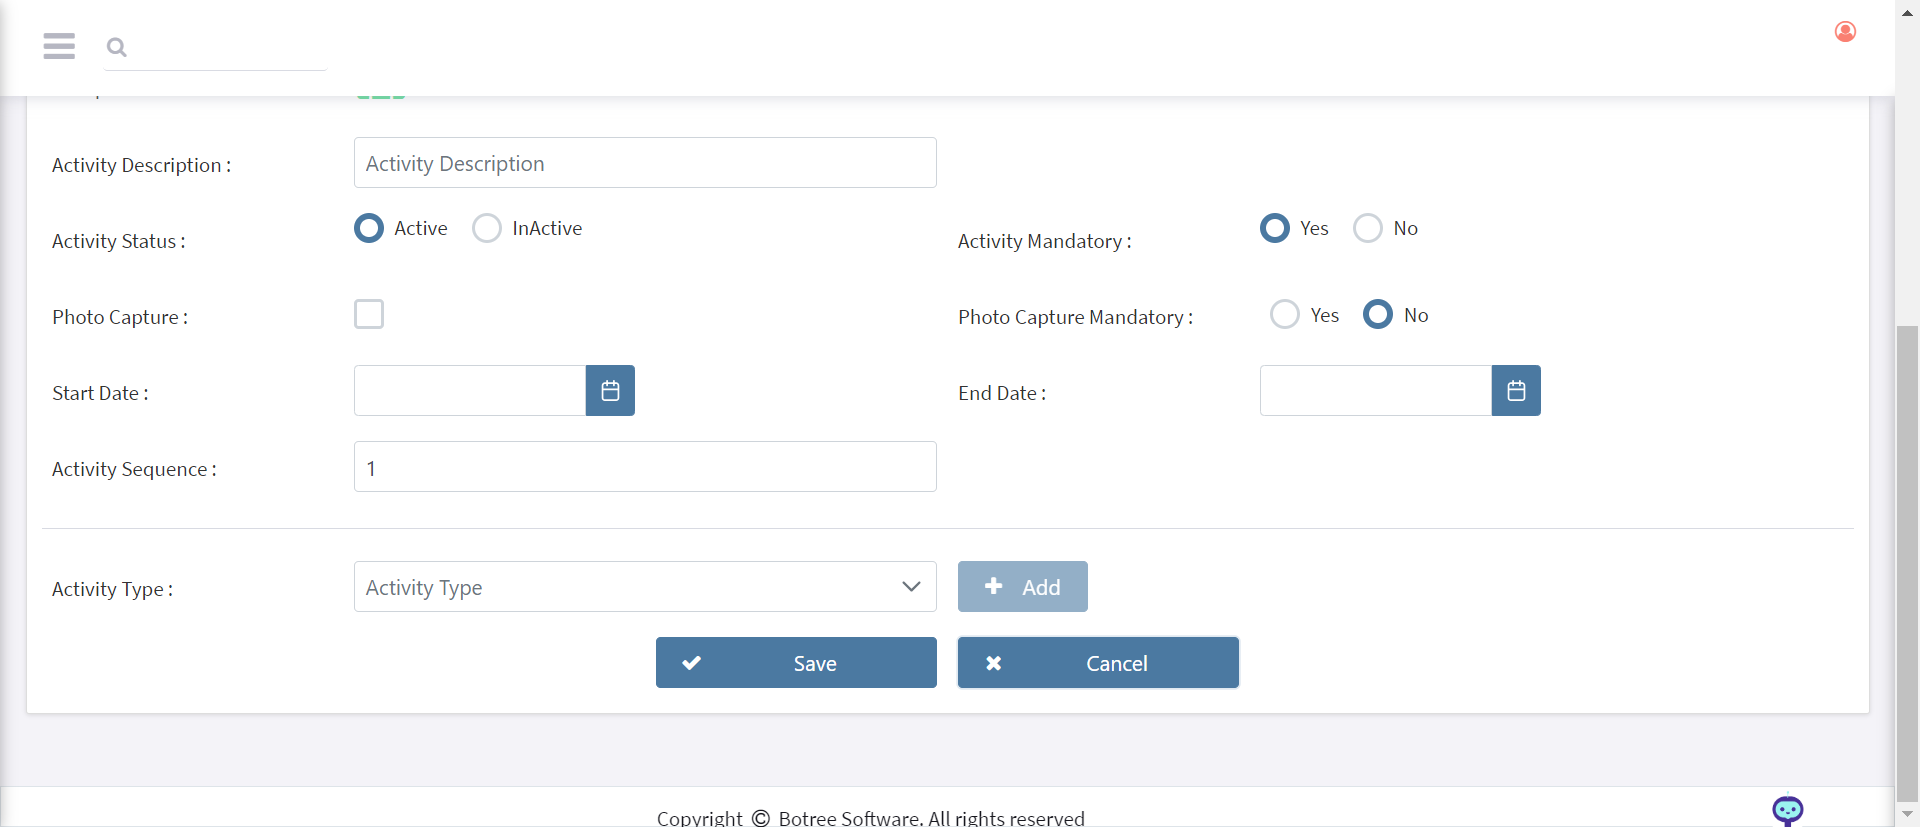 Activity Description :
Activity Description
Activity Status :
Active
InActive
Activity Mandatory :
Yes
No
Photo Capture :
Photo Capture Mandatory :
Yes
No
Start Date :
End Date :
Activity Sequence :
1
Activity Type :
Activity Type
Add
Save
Cancel
Copyright © Botree Software. All rights reserved